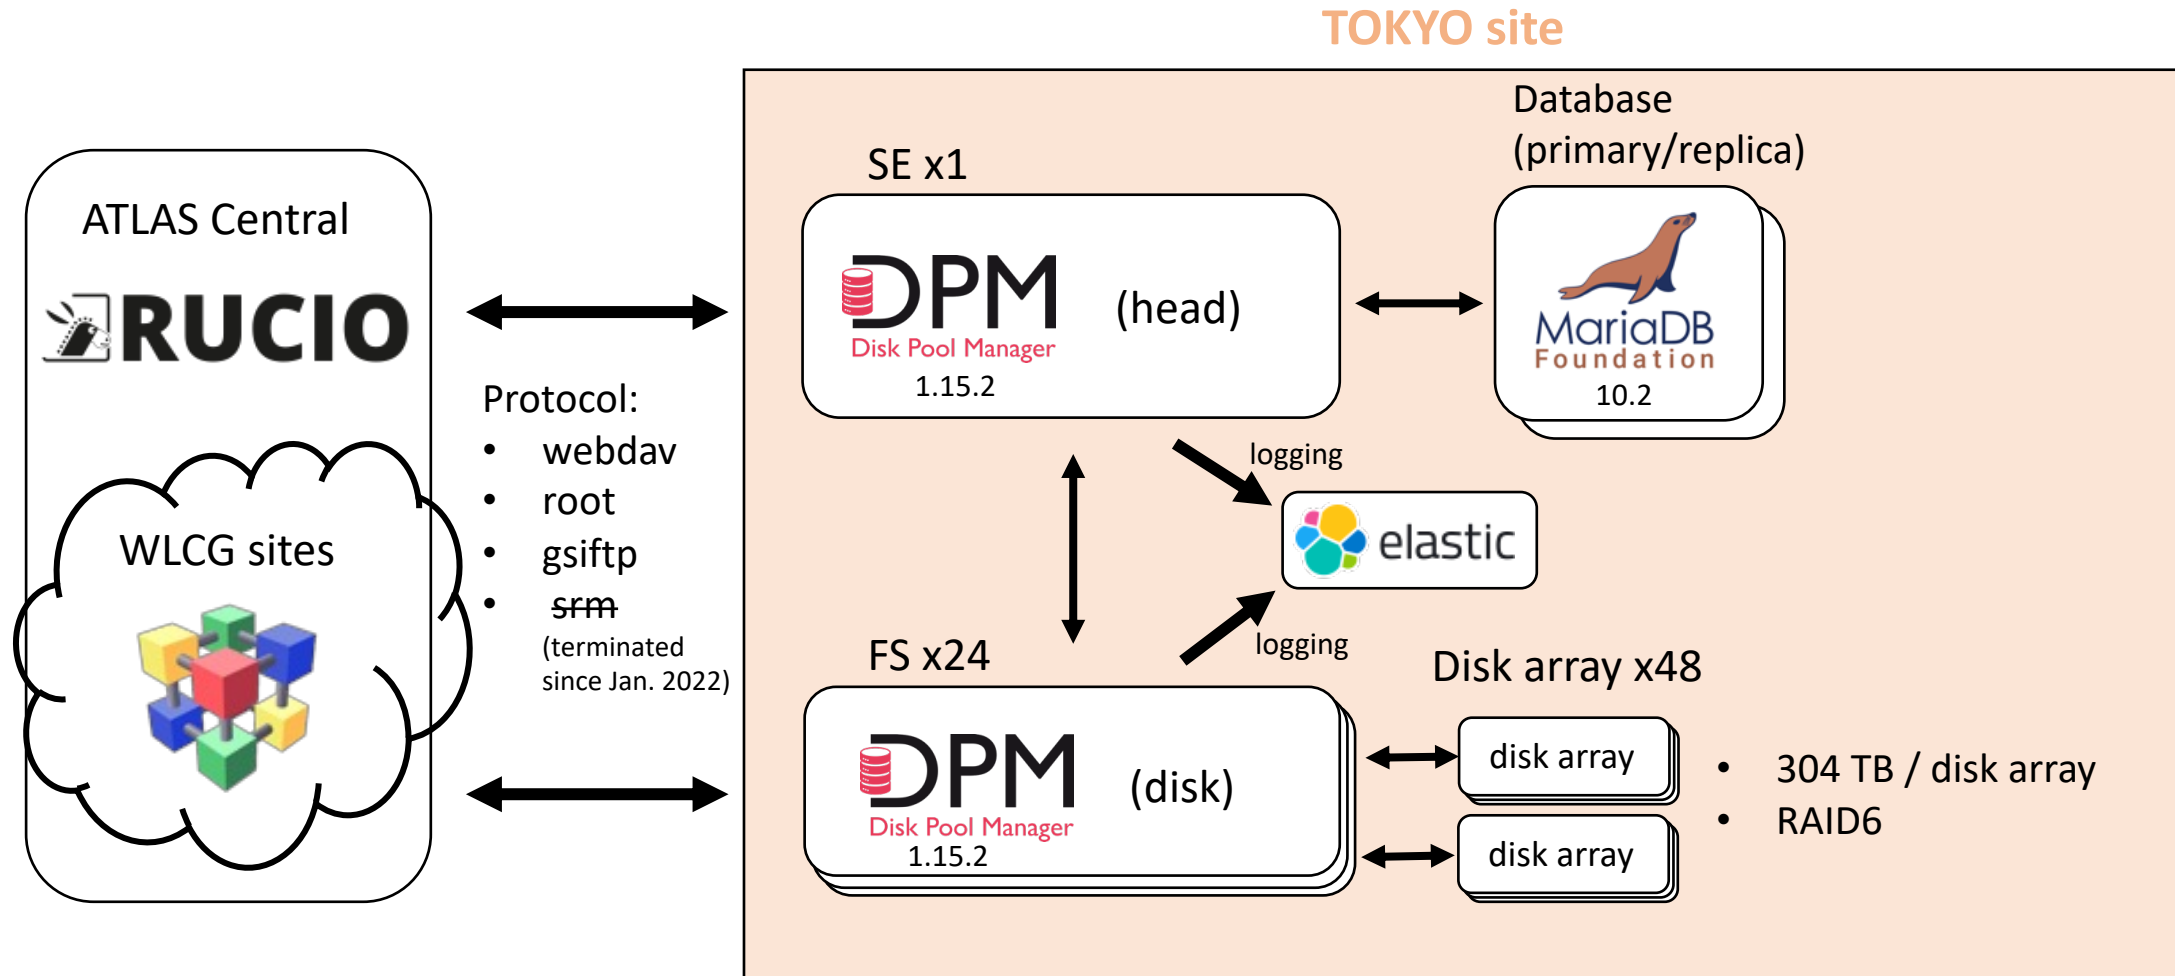 TOKYO site
ATLAS Central
RUCIO
WLCG sites
Protocol:
• webdav
• root
• gsiftp
• srm
(terminated
since Jan. 2022)
SE x1
DPM
Disk Pool Manager
1.15.2
(head)
Database
(primary/replica)
MariaDB
Foundation
10.2
logging
elastic
logging
FS x24
DPM
Disk Pool Manager
1.15.2
(disk)
Disk array x48
disk array
disk array
• 304 TB / disk array
• RAID6